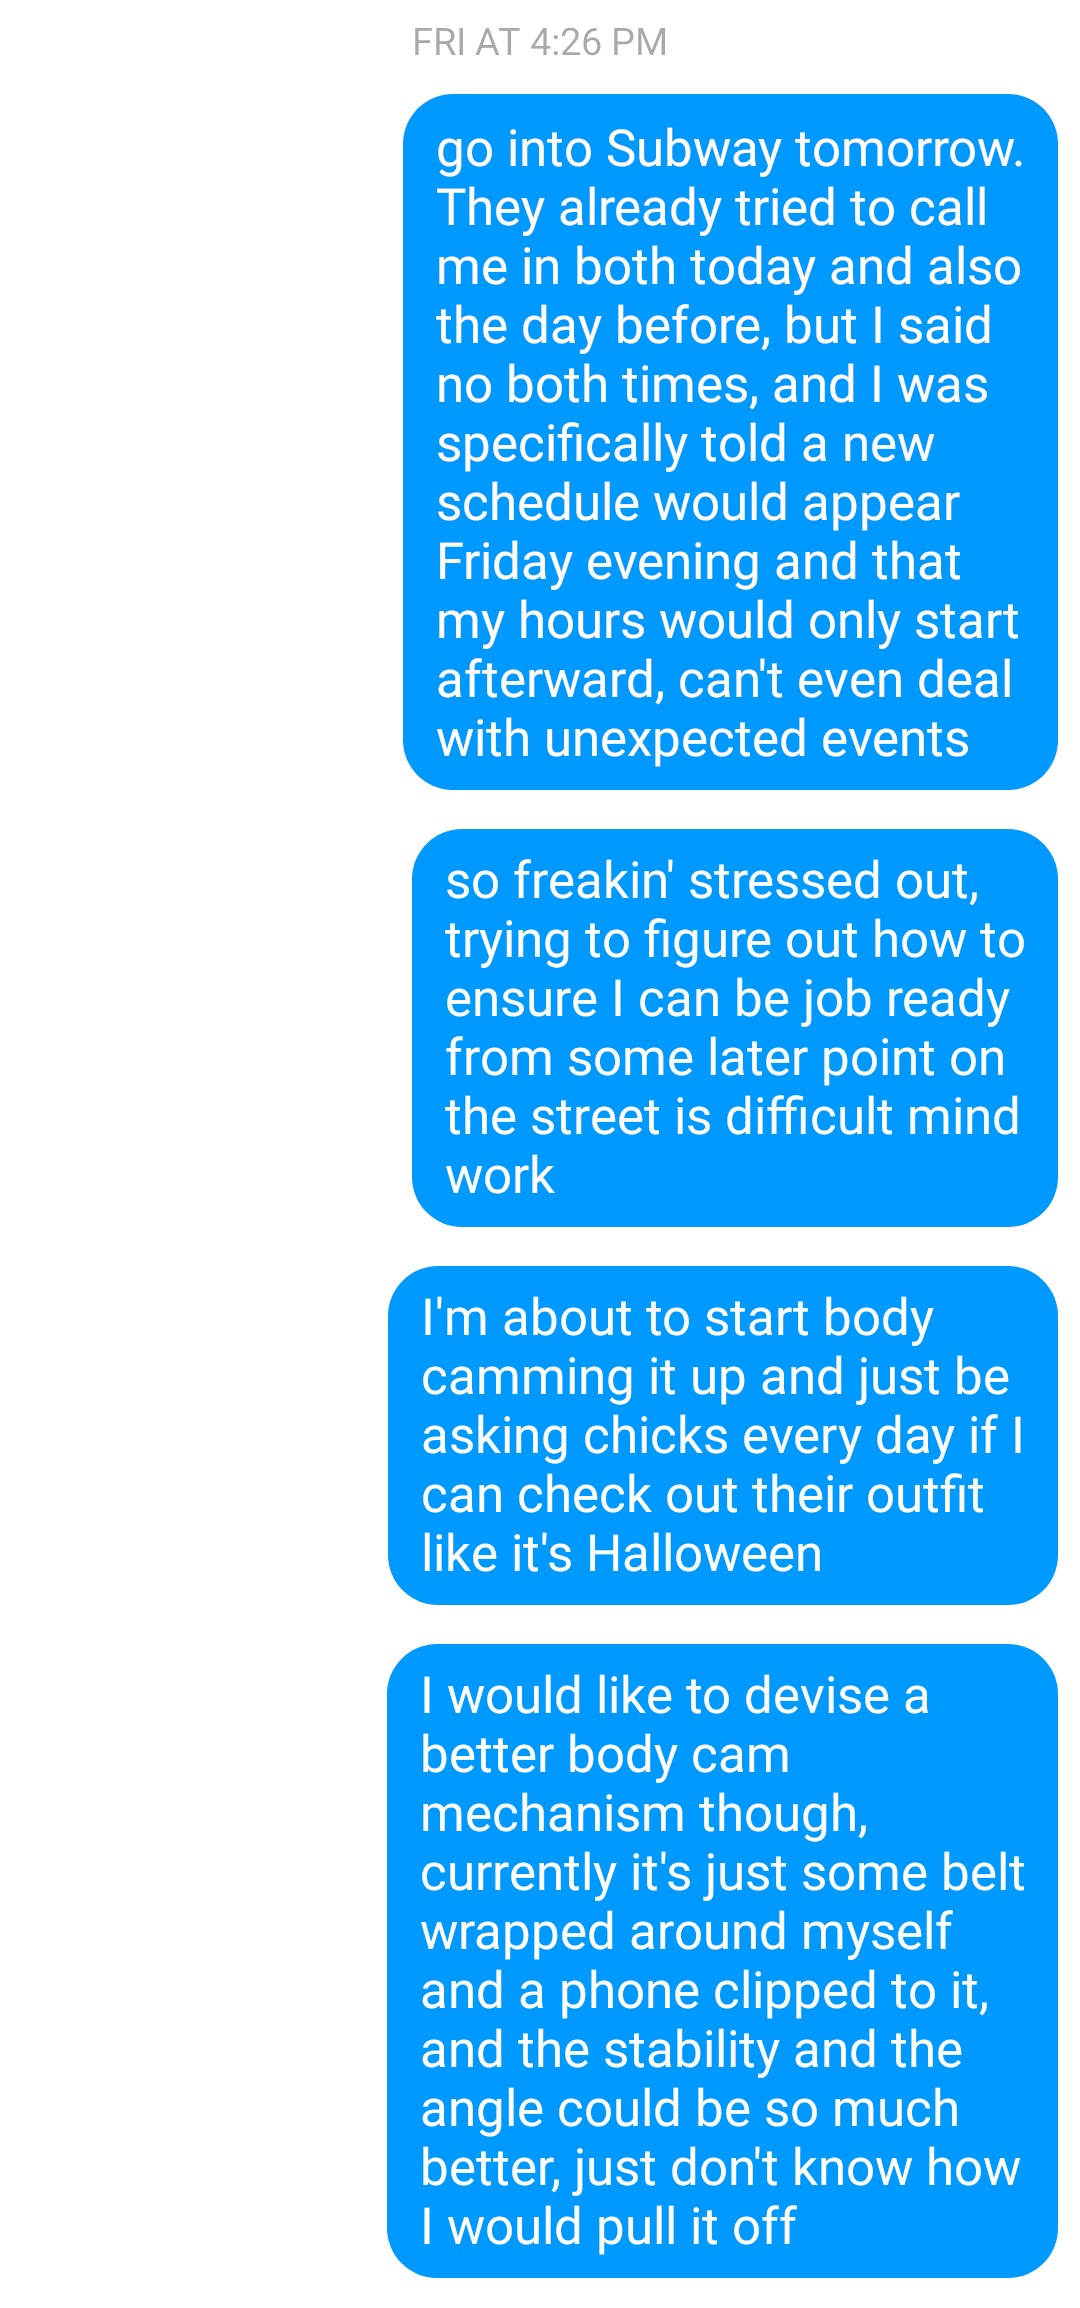 FRI AT 4:26 PM
go into Subway tomorrow.
They already tried to call
me in both today and also
the day before, but I said
no both times, and I was
specifically told a new
schedule would appear
Friday evening and that
my hours would only start
afterward, can't even deal
with unexpected events
so freakin' stressed out,
trying to figure out how to
ensure I can be job ready
from some later point on
the street is difficult mind
work
I'm about to start body
camming it up and just be
asking chicks every day if I
can check out their outfit
like it's Halloween
I would like to devise a
better body cam
mechanism though,
currently it's just some belt
wrapped around myself
and a phone clipped to it,
and the stability and the
angle could be so much
better, just don't know how
I would pull it off